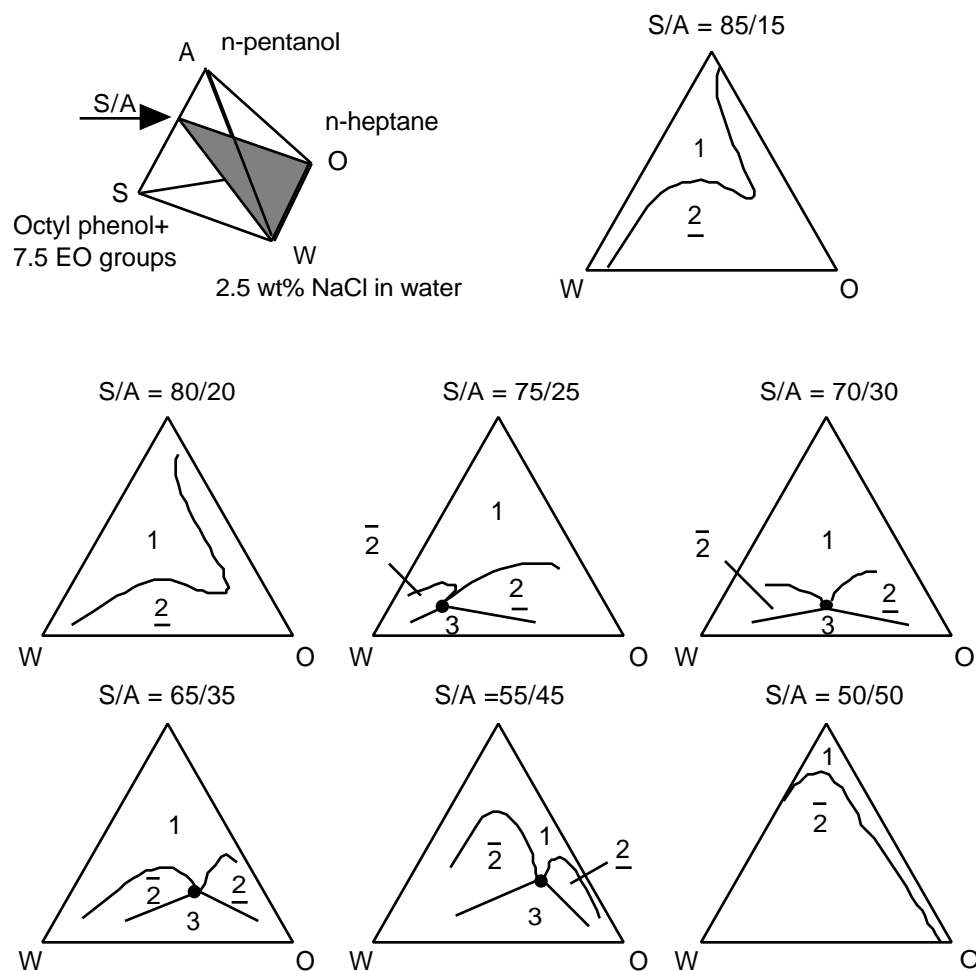 A
n-pentanol
S/A
n-heptane
O
S
Octyl phenol+
7.5 EO groups
W
2.5 wt% NaCl in water
S/A = 85/15
1
2
W
O
S/A = 80/20
1
2
W
O
S/A = 75/25
1
2
2
3
W
O
S/A = 70/30
1
2
2
3
W
O
S/A = 65/35
1
2
2
3
W
O
S/A =55/45
1
2
2
3
W
O
S/A = 50/50
1
2
W
O